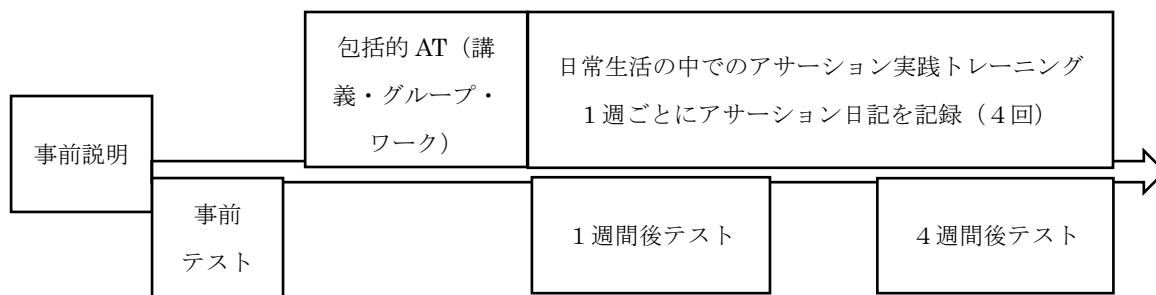 包括的 AT（講
義・グループ・
ワーク）
日常生活の中でのアサーション実践トレーニング
１週ごとにアサーション日記を記録（４回）
事前説明
事前
テスト
１週間後テスト
４週間後テスト